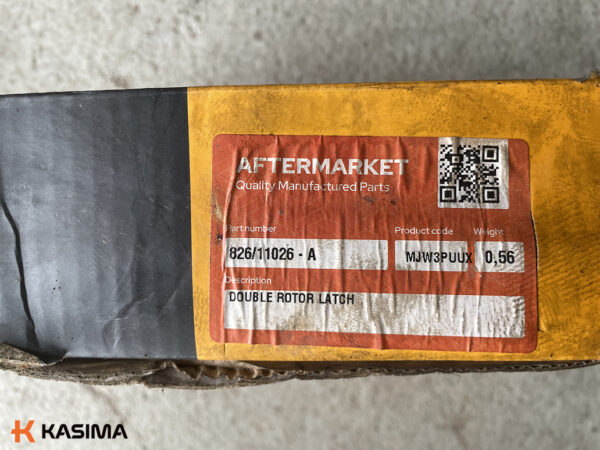 AFTERMARKET
Quality Manufactured Parts
Part number Product code Weight
826/11026 - A MJW3PUUX 0,56
Description
DOUBLE ROTOR LATCH
KASIMA